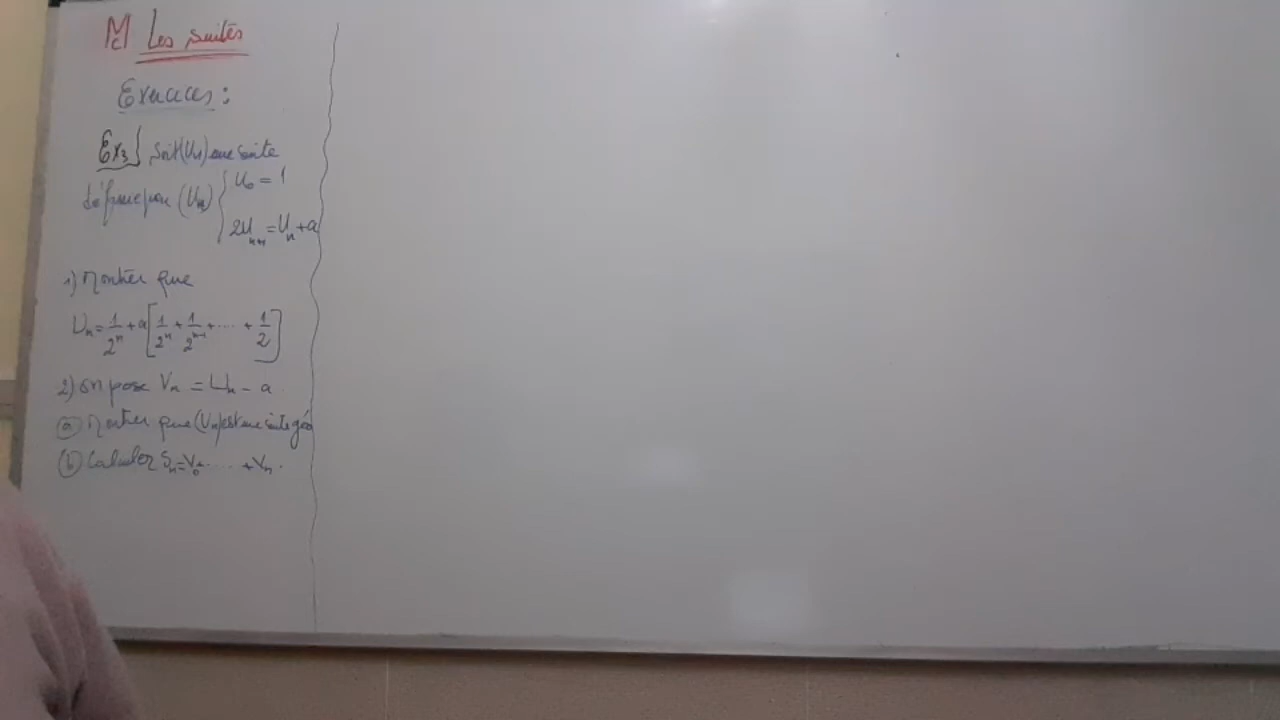 Les suites
Exercices :
Ex3} Soit (Un) une suite
définie par (Un) { U0 = 1
2Un+1 = Un + a
1) Montrer que
Un = 1/2^n + a[1/2^n + 1/2^(n-1) + .... + 1/2]
2) on pose Vn = Un - a
(a) Montrer que (Vn) est une suite géo
(b) Calculer Sn = V0 + .... + Vn.